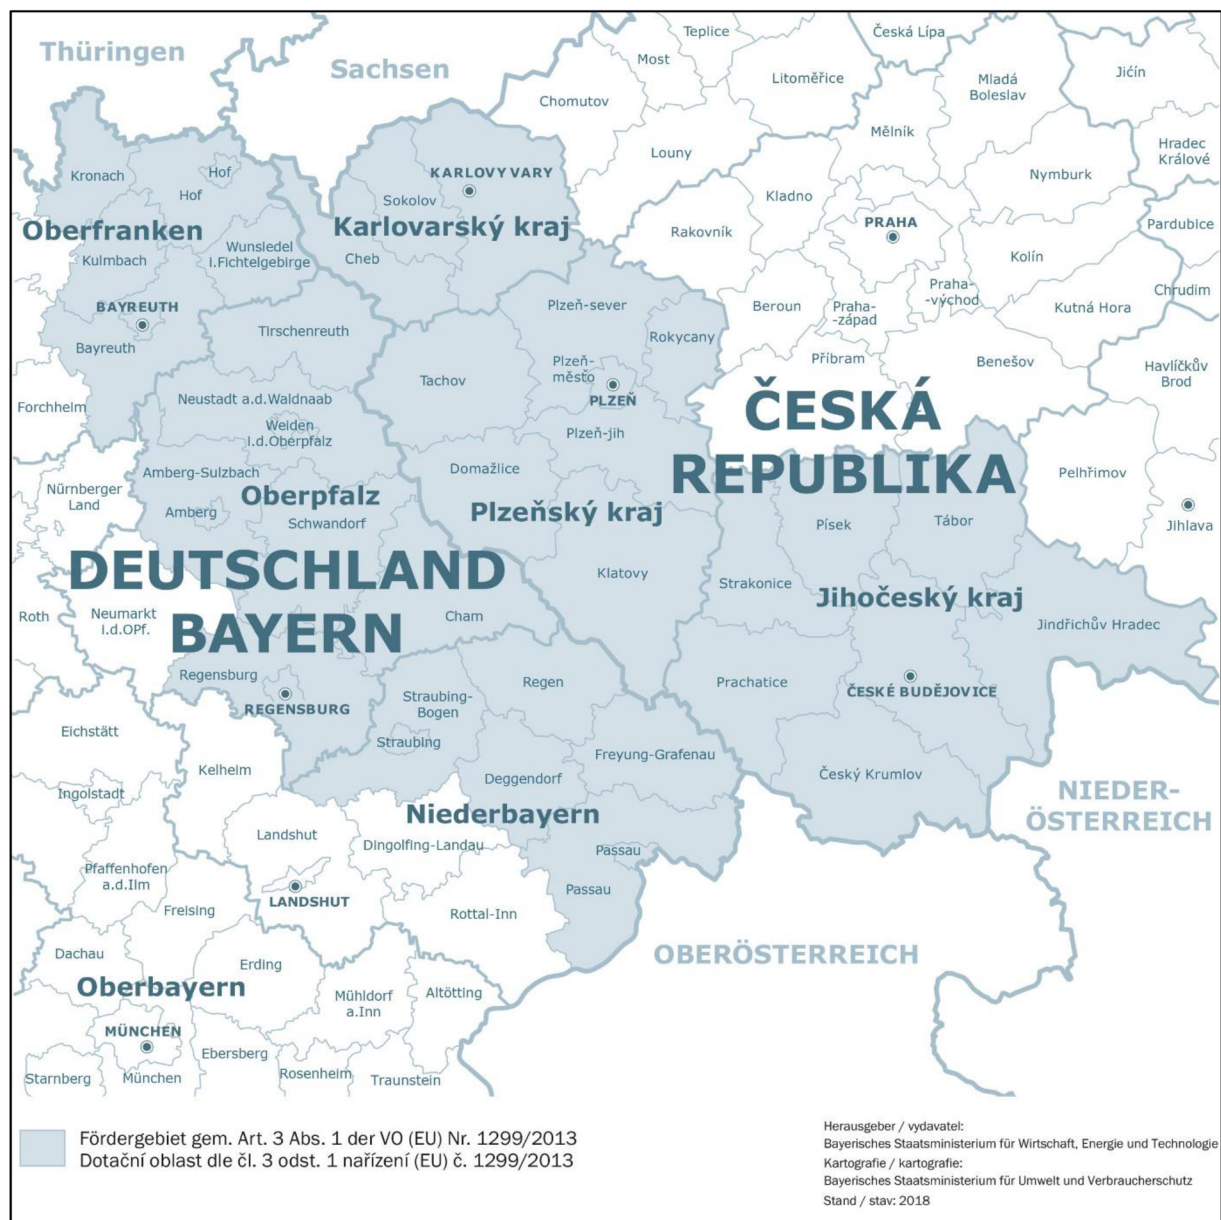 Thüringen
Sachsen
Teplice
Most
Česká Lípa
Litoměřice
Mladá
Boleslav
Jičín
Chomutov
Mělník
Hradec
Králové
Louny
Kronach
Hof
Hof
KARLOVY VARY
Sokolov
Karlovarský kraj
Cheb
Kladno
Nymburk
Rakovník
PRAHA
Pardubice
Oberfranken
Wunsiedel
i.Fichtelgebirge
Kulmbach
Kolín
BAYREUTH
Bayreuth
Plzeň-sever
Beroun
Praha-
-západ
Praha-
-východ
Chrudim
Kutná Hora
Tirschenreuth
Rokycany
Tachov
Plzeň-
město
PLZEŇ
Příbram
Benešov
Havlíčkův
Brod
Forchheim
Neustadt a.d.Waldnaab
Weiden
i.d.Oberpfalz
Plzeň-jih
ČESKÁ
REPUBLIKA
Amberg-Sulzbach
Domažlice
Pelhřimov
Nürnberger
Land
Oberpfalz
Amberg
Schwandorf
Plzeňský kraj
Písek
Tábor
Jihlava
DEUTSCHLAND
BAYERN
Klatovy
Strakonice
Jihočeský kraj
Roth
Neumarkt
i.d.OPf.
Cham
Jindřichův Hradec
Regensburg
REGENSBURG
Straubing-
Bogen
Regen
Prachatice
ČESKÉ BUDĚJOVICE
Straubing
Eichstätt
Kelheim
Freyung-Grafenau
Deggendorf
Český Krumlov
Ingolstadt
Niederbayern
NIEDER-
ÖSTERREICH
Landshut
Dingolfing-Landau
Passau
Passau
Pfaffenhofen
a.d.Ilm
LANDSHUT
Freising
Rottal-Inn
Dachau
Erding
OBERÖSTERREICH
Oberbayern
Mühldorf
a.Inn
Altötting
MÜNCHEN
Ebersberg
Starnberg
München
Rosenheim
Traunstein
Fördergebiet gem. Art. 3 Abs. 1 der VO (EU) Nr. 1299/2013
Dotační oblast dle čl. 3 odst. 1 nařízení (EU) č. 1299/2013
Herausgeber / vydavatel:
Bayerisches Staatsministerium für Wirtschaft, Energie und Technologie
Kartografie / kartografie:
Bayerisches Staatsministerium für Umwelt und Verbraucherschutz
Stand / stav: 2018